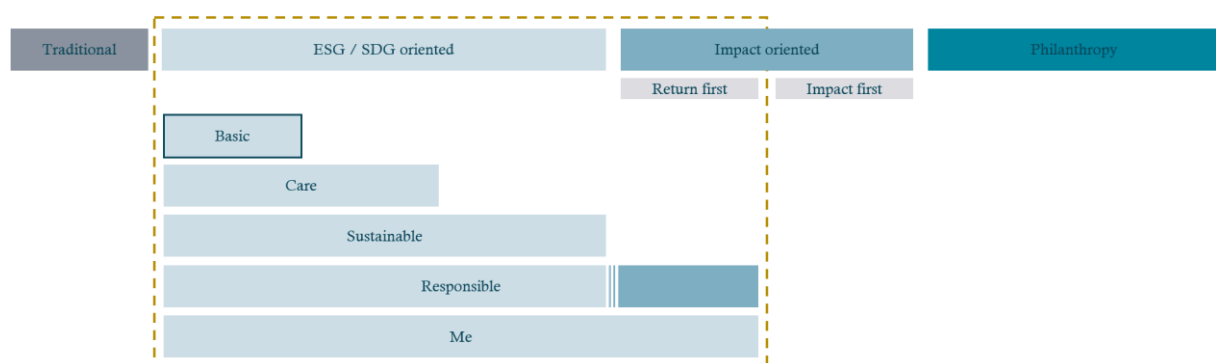 Traditional
ESG / SDG oriented
Impact oriented
Philanthropy
Return first
Impact first
Basic
Care
Sustainable
Responsible
Me